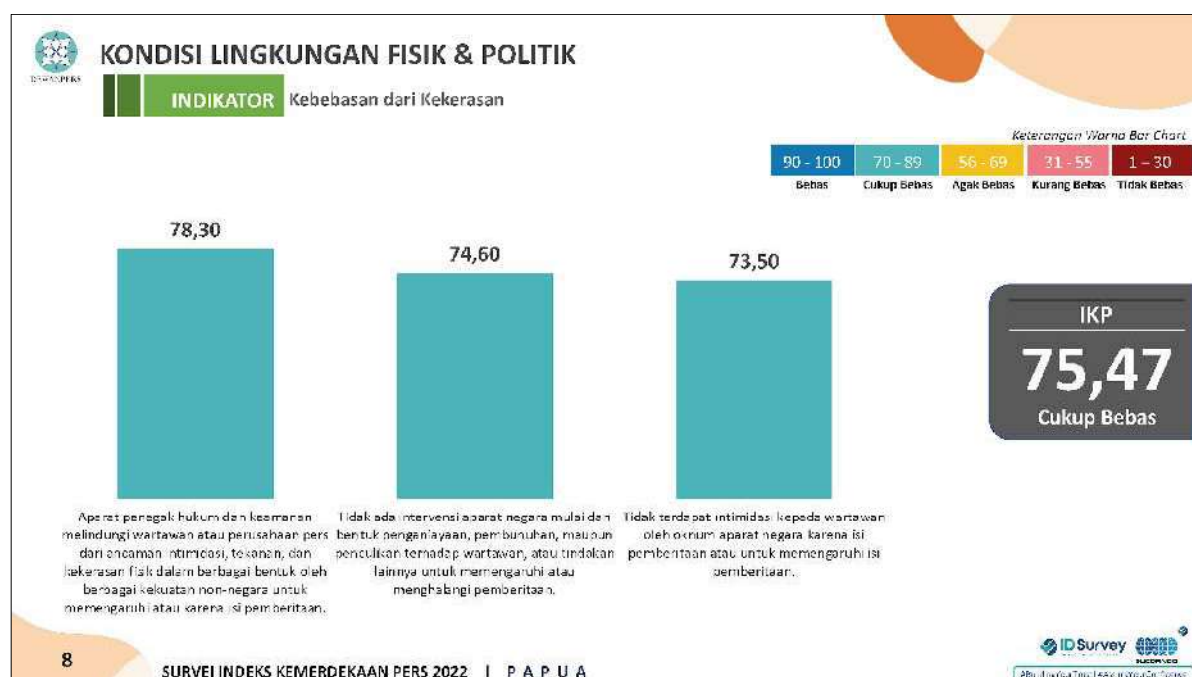 DEWAN PERS
KONDISI LINGKUNGAN FISIK & POLITIK
INDIKATOR Kebebasan dari Kekerasan
Keterangan Warna Bar Chart
90 - 100 70 - 89 56 - 69 31 - 55 1 – 30
Bebas Cukup Bebas Agak Bebas Kurang Bebas Tidak Bebas
78,30
74,60
73,50
IKP
75,47
Cukup Bebas
Aparat penegak hukum dan keamanan
melindungi wartawan atau perusahaan pers
dari ancaman intimidasi, tekanan, dan
kekerasan fisik dalam berbagai bentuk oleh
berbagai kekuatan non-negara untuk
memengaruhi atau karena isi pemberitaan.
Tidak ada intervensi aparat negara mulai dari
bentuk penganiayaan, pembunuhan, maupun
penculikan terhadap wartawan, atau tindakan
lainnya untuk memengaruhi atau
menghalangi pemberitaan.
Tidak terdapat intimidasi kepada wartawan
oleh oknum aparat negara karena isi
pemberitaan atau untuk memengaruhi isi
pemberitaan.
8
SURVEI INDEKS KEMERDEKAAN PERS 2022 | PAPUA
IDSurvey
SUCOFINDO